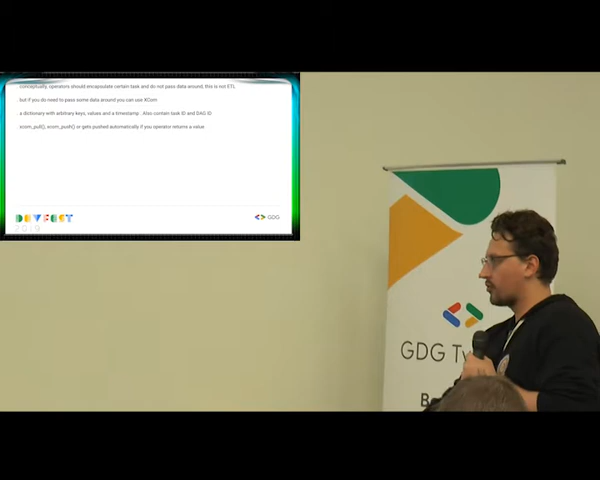 conceptually, operators should encapsulate certain task and do not pass data around, this is not ETL
but if you do need to pass some data around you can use XCom
a dictionary with arbitrary keys, values and a timestamp . Also contain task ID and DAG ID
xcom_pull(), xcom_push() or gets pushed automatically if you operator returns a value
DEVFEST
2019
GDG
GDG Ty
B